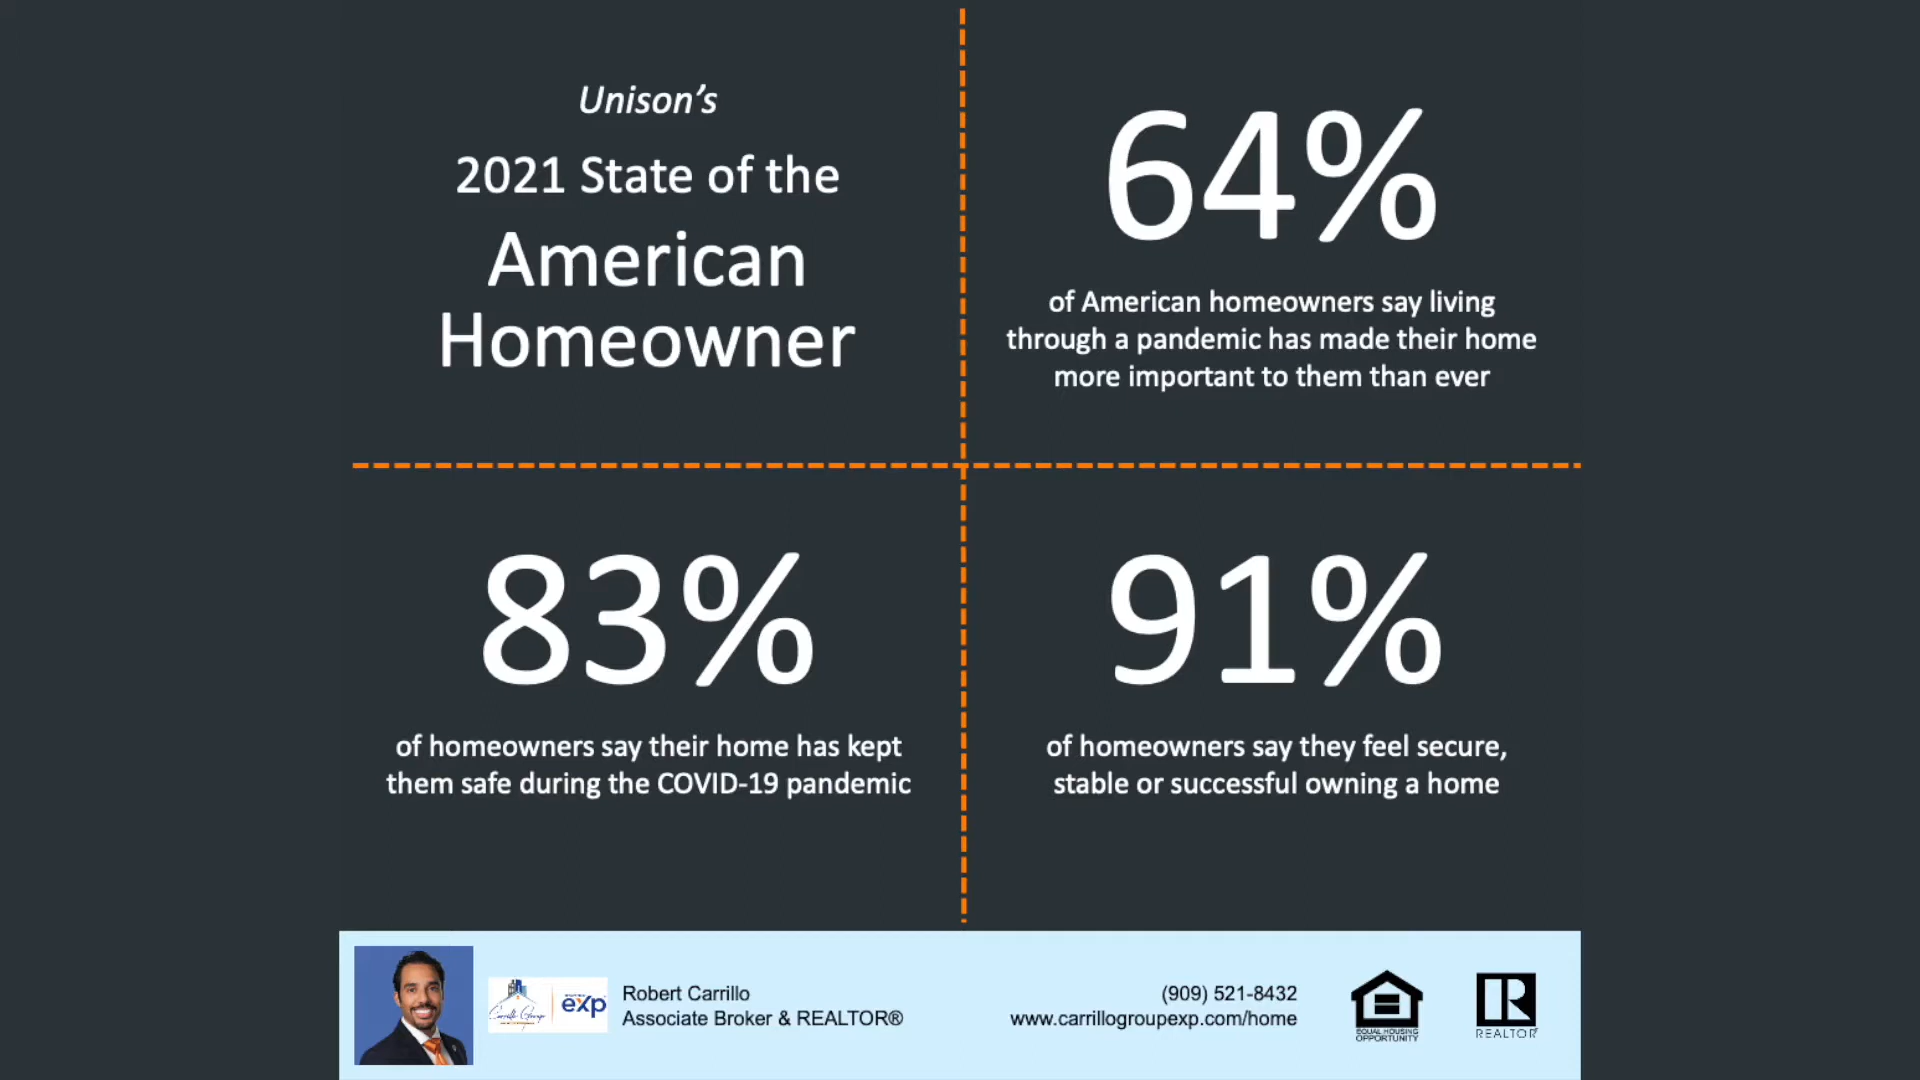 Unison's
2021 State of the
American
Homeowner
64%
of American homeowners say living
through a pandemic has made their home
more important to them than ever
83%
of homeowners say their home has kept
them safe during the COVID-19 pandemic
91%
of homeowners say they feel secure,
stable or successful owning a home
Carrillo Group
exp
Robert Carrillo
Associate Broker & REALTOR®
(909) 521-8432
www.carrillogroupexp.com/home
EQUAL HOUSING
OPPORTUNITY
R
REALTOR®